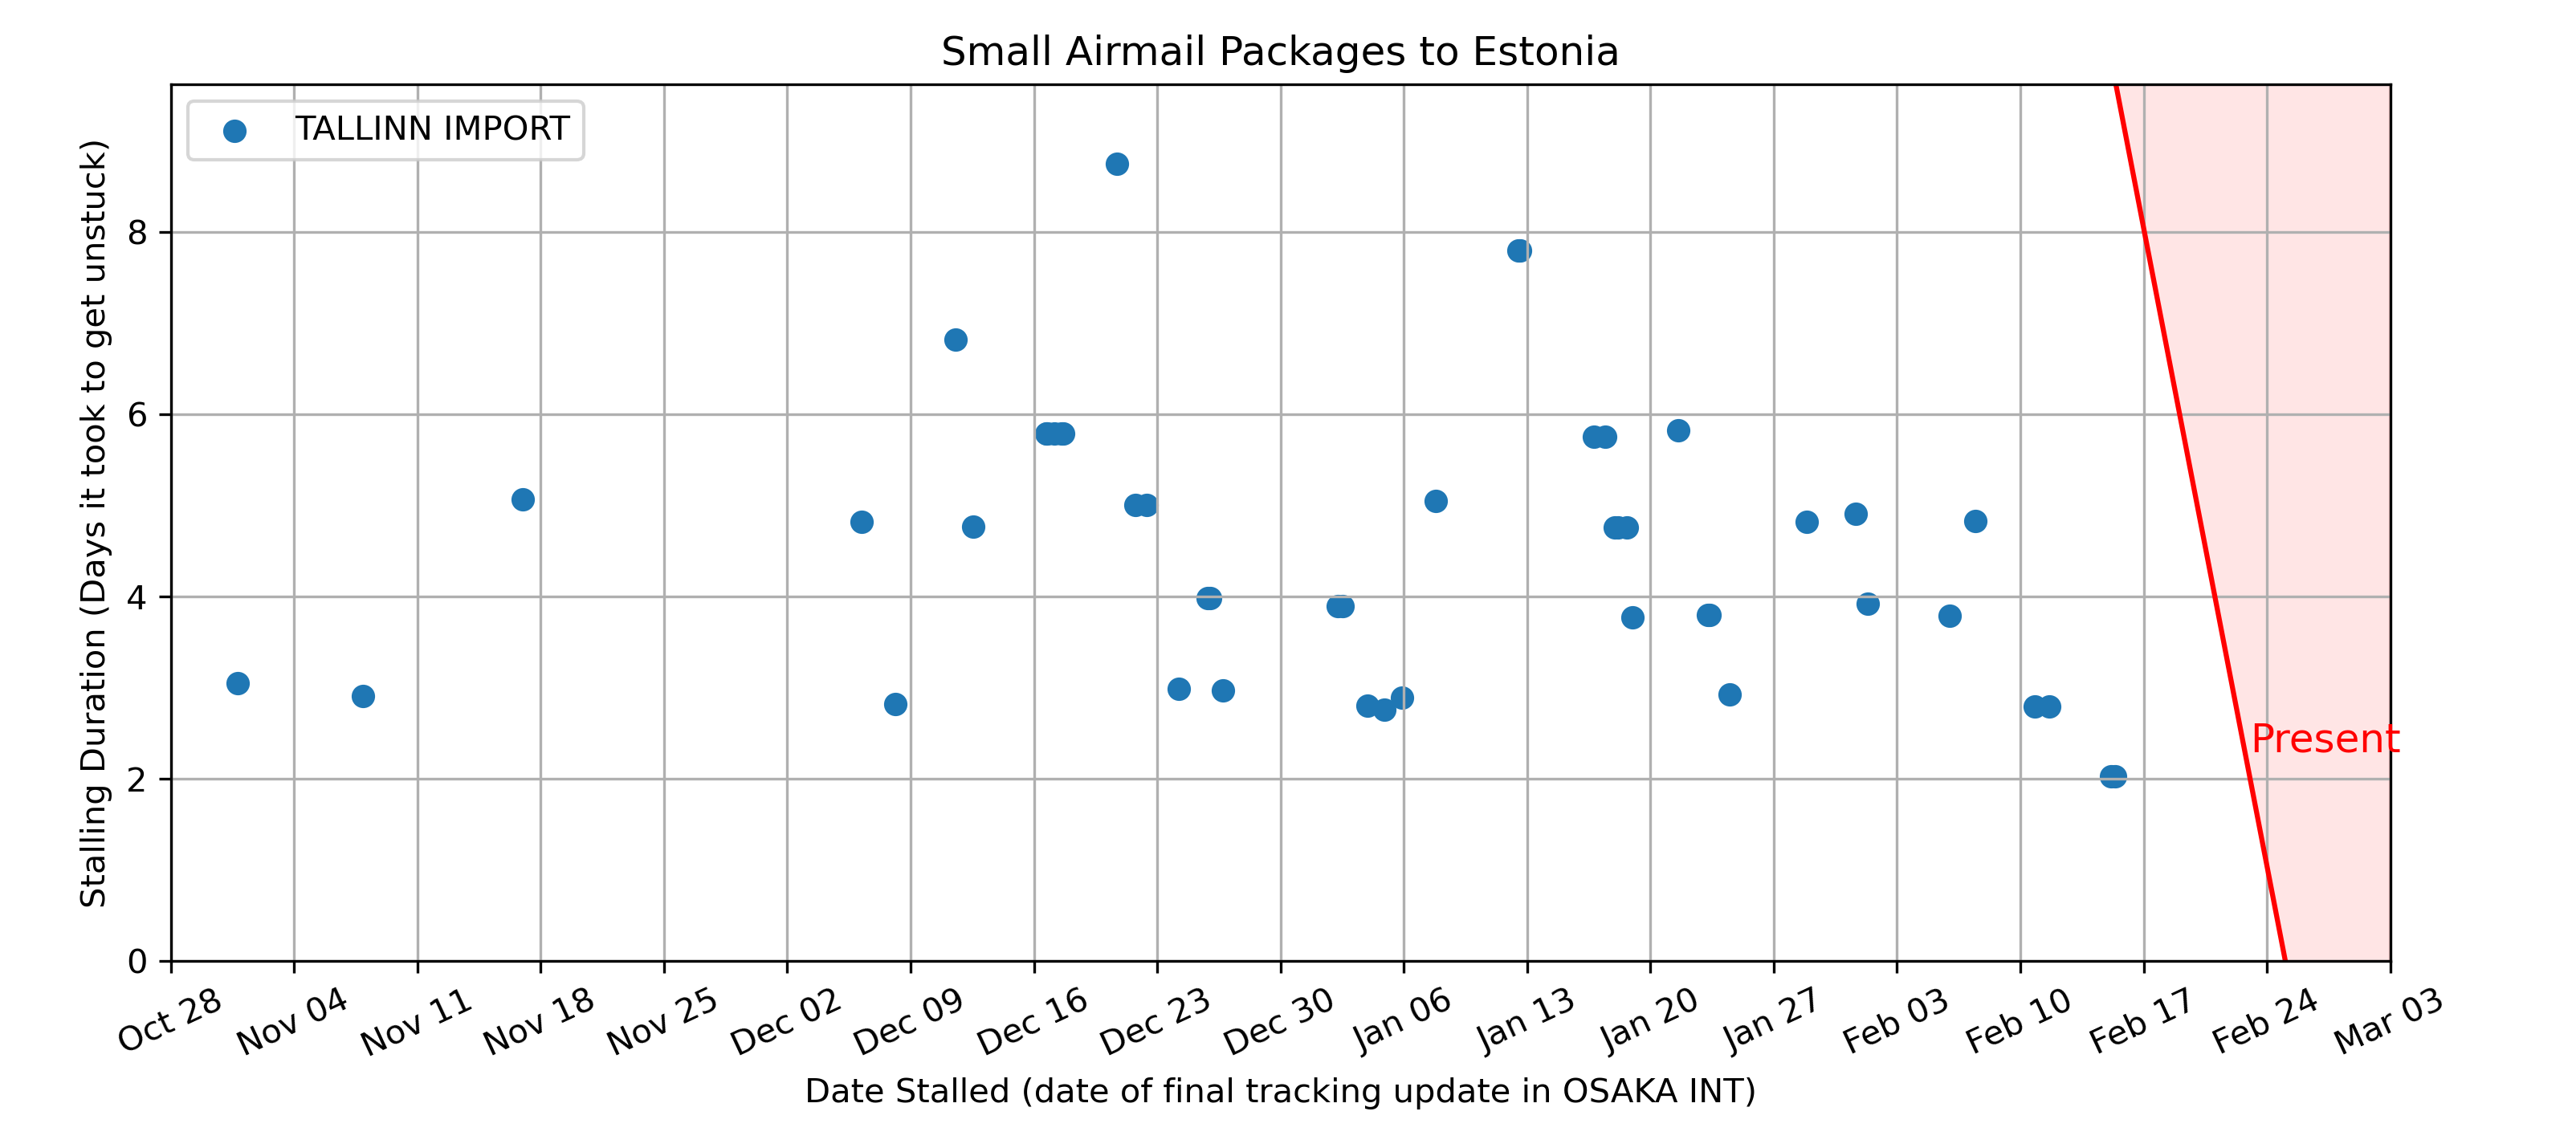 Small Airmail Packages to Estonia
TALLINN IMPORT
Stalling Duration (Days it took to get unstuck)
8
6
4
2
0
Present
Oct 28 Nov 04 Nov 11 Nov 18 Nov 25 Dec 02 Dec 09 Dec 16 Dec 23 Dec 30 Jan 06 Jan 13 Jan 20 Jan 27 Feb 03 Feb 10 Feb 17 Feb 24 Mar 03
Date Stalled (date of final tracking update in OSAKA INT)